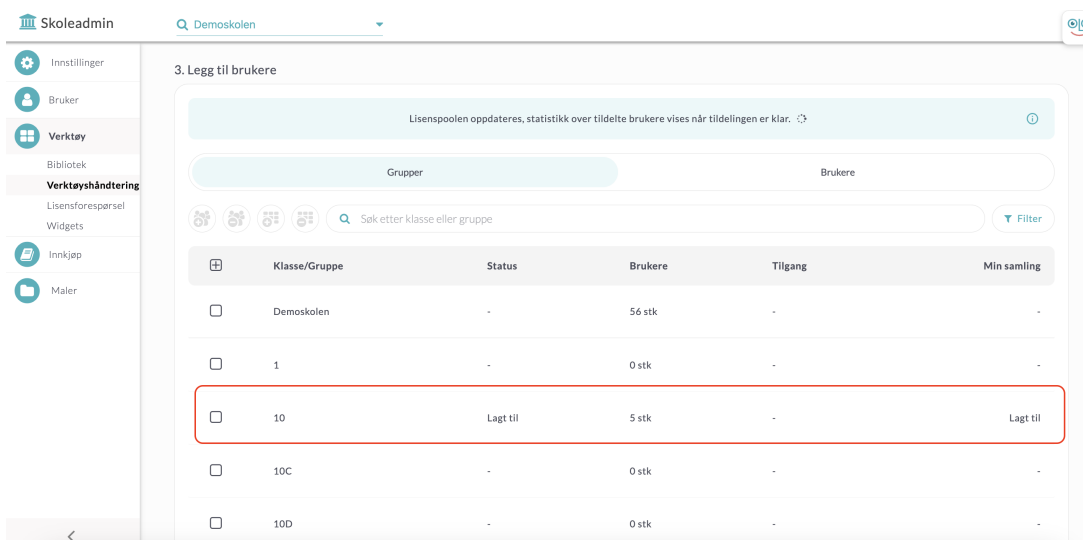 Skoleadmin
Demoskolen
Innstillinger
Bruker
Verktøy
Bibliotek
Verktøyshåndtering
Lisensforespørsel
Widgets
Innkjøp
Maler
3. Legg til brukere
Lisenspoolen oppdateres, statistikk over tildelte brukere vises når tildelingen er klar.
Grupper Brukere
Søk etter klasse eller gruppe
Filter
Klasse/Gruppe Status Brukere Tilgang Min samling
Demoskolen - 56 stk - -
1 - 0 stk - -
10 Lagt til 5 stk - Lagt til
10C - 0 stk - -
10D - 0 stk - -